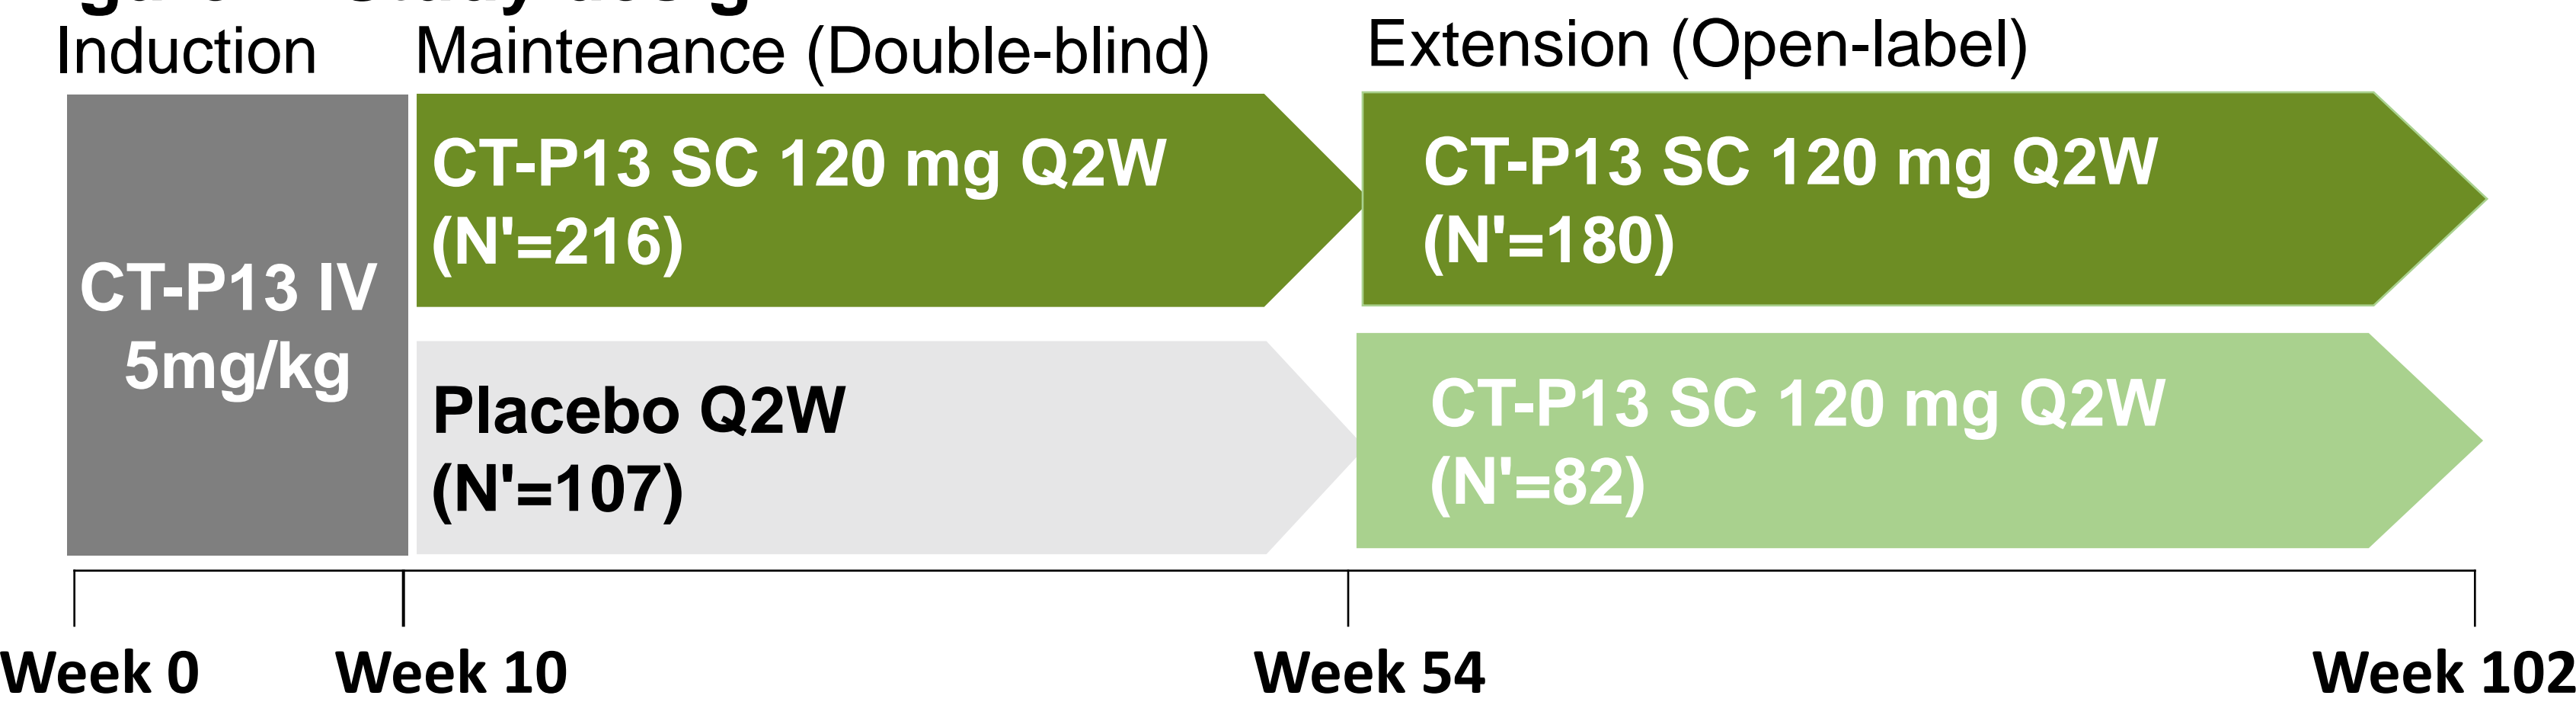 Induction
Maintenance (Double-blind)
Extension (Open-label)
CT-P13 IV
5mg/kg
CT-P13 SC 120 mg Q2W
(N'=216)
CT-P13 SC 120 mg Q2W
(N'=180)
Placebo Q2W
(N'=107)
CT-P13 SC 120 mg Q2W
(N'=82)
Week 0
Week 10
Week 54
Week 102